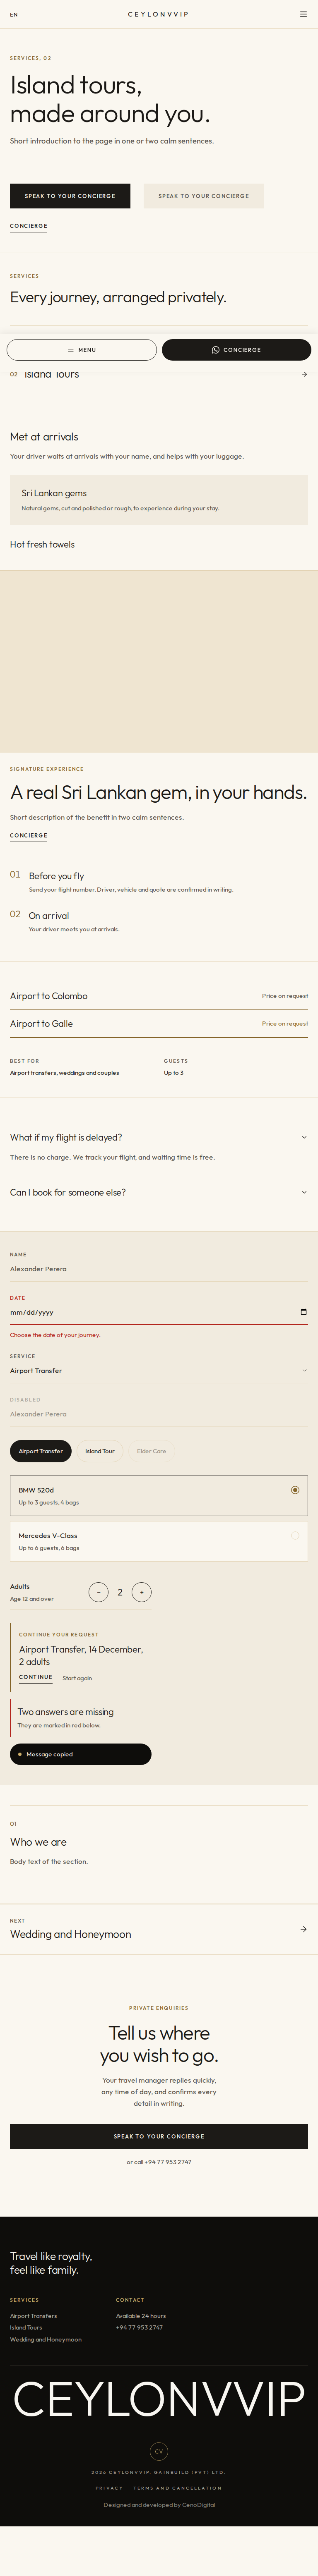 EN
CEYLONVVIP
SERVICES, 02
Island tours,
made around you.
Short introduction to the page in one or two calm sentences.
SPEAK TO YOUR CONCIERGE
SPEAK TO YOUR CONCIERGE
CONCIERGE
SERVICES
Every journey, arranged privately.
MENU
CONCIERGE
02 Island Tours
Met at arrivals
Your driver waits at arrivals with your name, and helps with your luggage.
Sri Lankan gems
Natural gems, cut and polished or rough, to experience during your stay.
Hot fresh towels
SIGNATURE EXPERIENCE
A real Sri Lankan gem, in your hands.
Short description of the benefit in two calm sentences.
CONCIERGE
01 Before you fly
Send your flight number. Driver, vehicle and quote are confirmed in writing.
02 On arrival
Your driver meets you at arrivals.
Airport to Colombo Price on request
Airport to Galle Price on request
BEST FOR
Airport transfers, weddings and couples
GUESTS
Up to 3
What if my flight is delayed?
There is no charge. We track your flight, and waiting time is free.
Can I book for someone else?
NAME
Alexander Perera
DATE
mm/dd/yyyy
Choose the date of your journey.
SERVICE
Airport Transfer
DISABLED
Alexander Perera
Airport Transfer Island Tour Elder Care
BMW 520d
Up to 3 guests, 4 bags
Mercedes V-Class
Up to 6 guests, 6 bags
Adults
Age 12 and over
− 2 +
CONTINUE YOUR REQUEST
Airport Transfer, 14 December,
2 adults
CONTINUE Start again
Two answers are missing
They are marked in red below.
Message copied
01
Who we are
Body text of the section.
NEXT
Wedding and Honeymoon
PRIVATE ENQUIRIES
Tell us where
you wish to go.
Your travel manager replies quickly,
any time of day, and confirms every
detail in writing.
SPEAK TO YOUR CONCIERGE
or call +94 77 953 2747
Travel like royalty,
feel like family.
SERVICES
Airport Transfers
Island Tours
Wedding and Honeymoon
CONTACT
Available 24 hours
+94 77 953 2747
CEYLONVVIP
CV
2026 CEYLONVVIP. GAINBUILD (PVT) LTD.
PRIVACY TERMS AND CANCELLATION
Designed and developed by CenoDigital